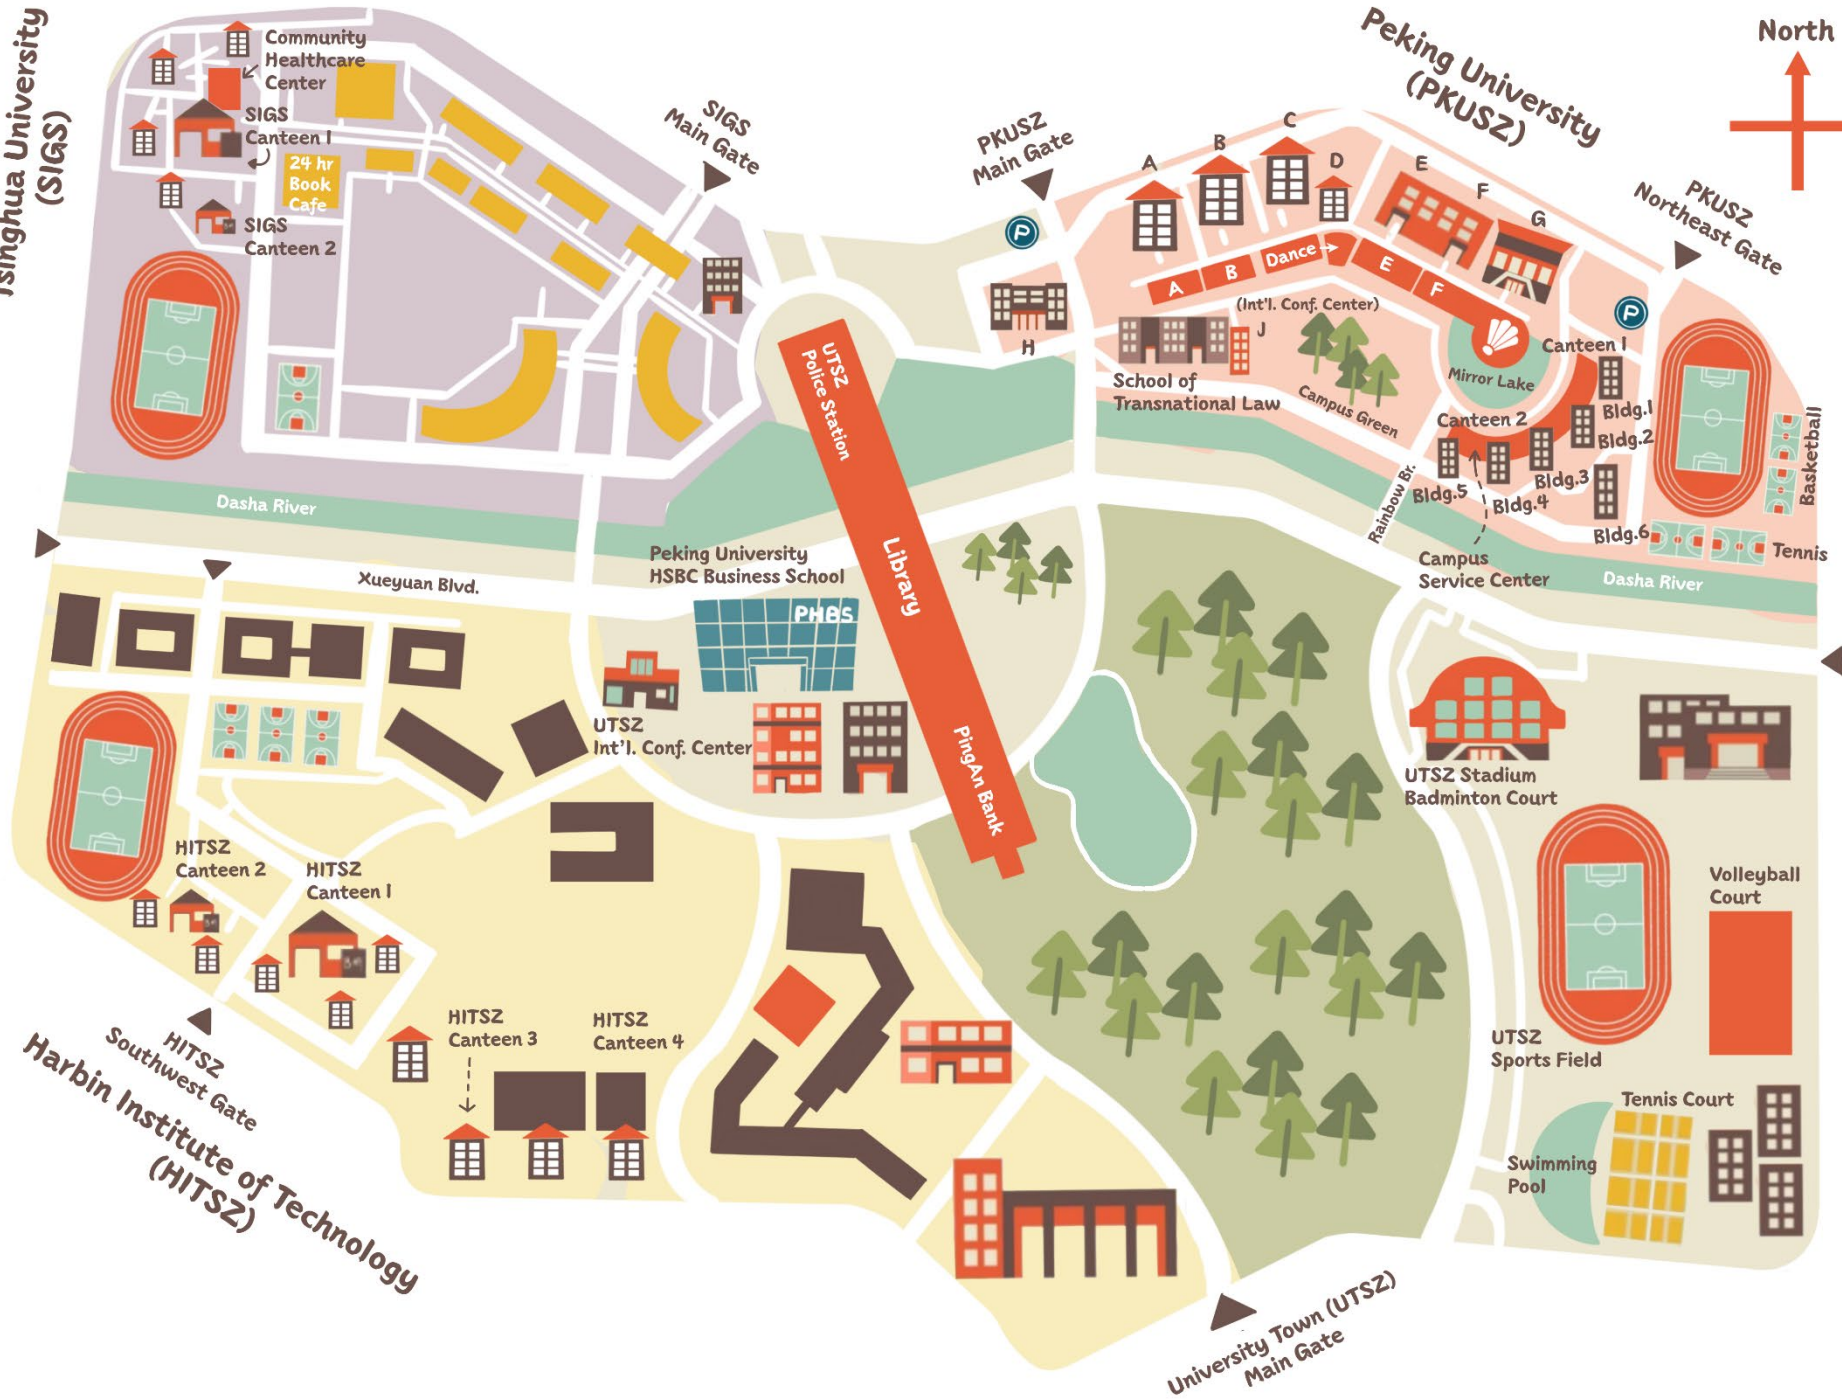 Tsinghua University
(SIGS)
Community
Healthcare
Center
SIGS
Canteen 1
24 hr
Book
Cafe
SIGS
Canteen 2
SIGS
Main Gate
PKUSZ
Main Gate
Peking University
(PKUSZ)
North
PKUSZ
Northeast Gate
P
A
B
C
D
E
F
G
A
B
Dance →
E
F
(Int'l. Conf. Center)
H
J
School of
Transnational Law
Campus Green
Mirror Lake
P
Canteen 1
Canteen 2
Bldg.1
Bldg.2
Bldg.3
Bldg.4
Bldg.5
Bldg.6
Rainbow Br.
Campus
Service Center
Basketball
Tennis
Dasha River
Dasha River
Xueyuan Blvd.
UTSZ
Police Station
Library
PingAn Bank
Peking University
HSBC Business School
PHBS
UTSZ
Int'l. Conf. Center
UTSZ Stadium
Badminton Court
Volleyball
Court
UTSZ
Sports Field
Tennis Court
Swimming
Pool
HITSZ
Canteen 2
HITSZ
Canteen 1
HITSZ
Canteen 3
HITSZ
Canteen 4
HITSZ
Southwest Gate
Harbin Institute of Technology
(HITSZ)
University Town (UTSZ)
Main Gate